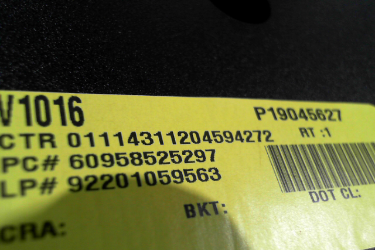 V1016 P19045627
CTR 01114311204594272 RT :1
PC# 60958525297
LP# 92201059563
DOT CL:
BKT:
CRA: